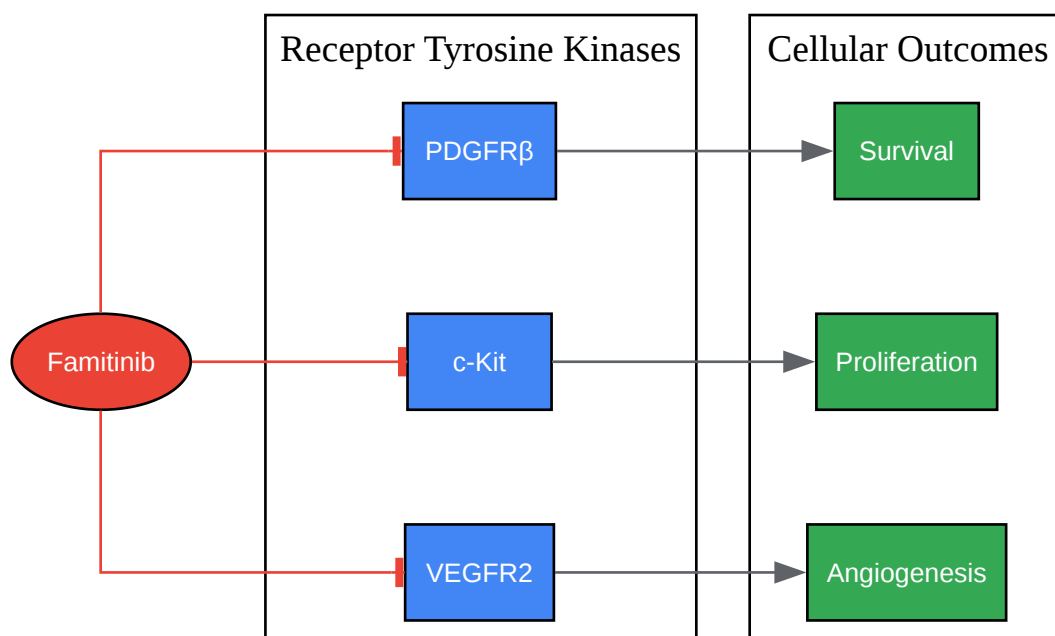 Receptor Tyrosine Kinases
Cellular Outcomes
PDGFRβ
Survival
Famitinib
c-Kit
Proliferation
VEGFR2
Angiogenesis